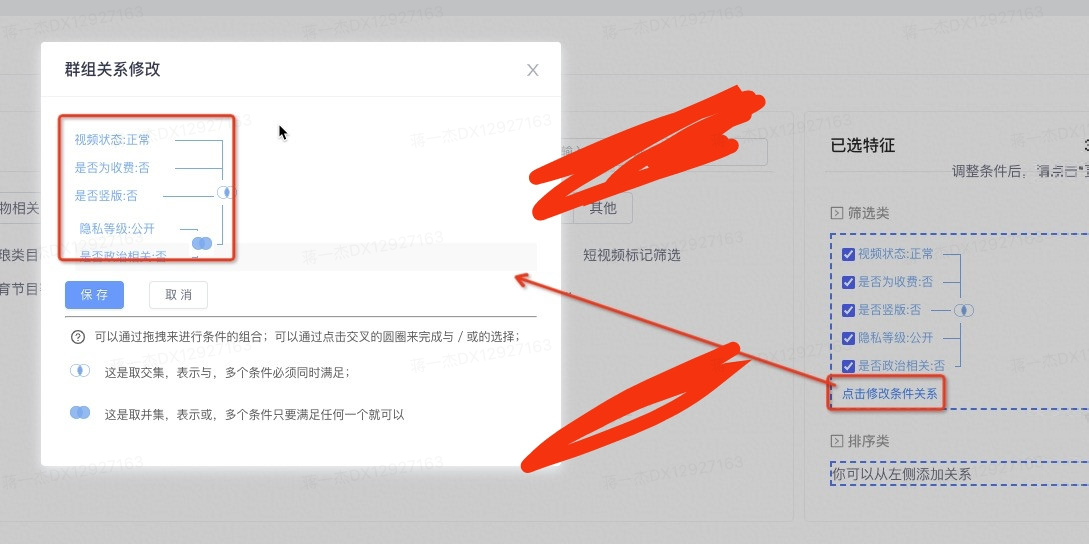 群组关系修改
X
视频状态:正常
是否为收费:否
是否竖版:否
隐私等级:公开
是否政治相关:否
保存
取消
可以通过拖拽来进行条件的组合；可以通过点击交叉的圆圈来完成与 / 或的选择；
这是取交集，表示与，多个条件必须同时满足；
这是取并集，表示或，多个条件只要满足任何一个就可以
物相关
其他
类目
短视频标记筛选
育节目
已选特征
调整条件后，请点击"
筛选类
视频状态:正常
是否为收费:否
是否竖版:否
隐私等级:公开
是否政治相关:否
点击修改条件关系
排序类
你可以从左侧添加关系
蒋一杰DX12927163